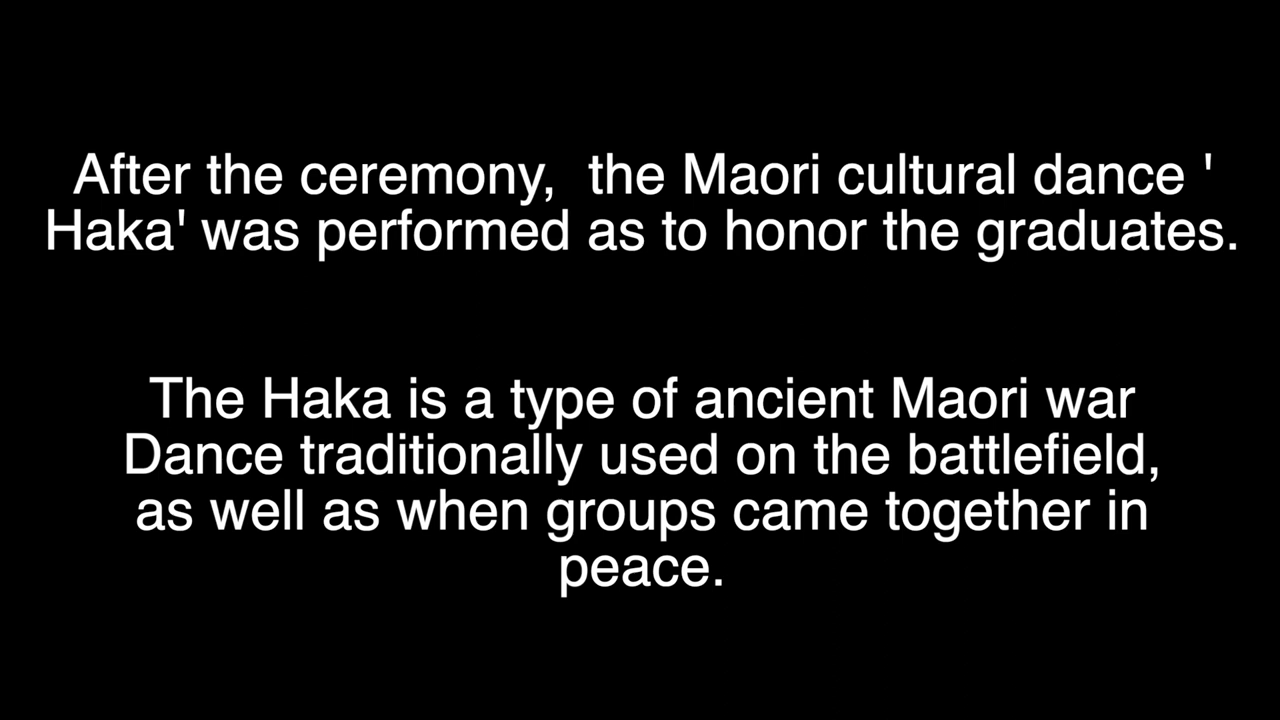 After the ceremony,  the Maori cultural dance '
Haka' was performed as to honor the graduates.
The Haka is a type of ancient Maori war
Dance traditionally used on the battlefield,
as well as when groups came together in
peace.